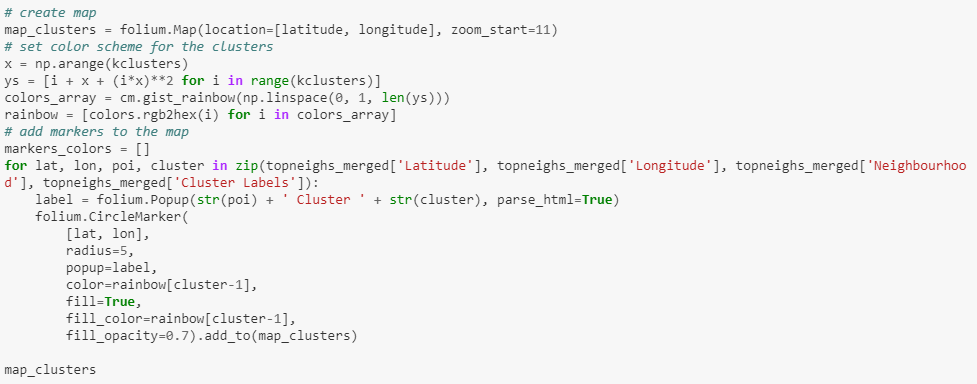 # create map
map_clusters = folium.Map(location=[latitude, longitude], zoom_start=11)
# set color scheme for the clusters
x = np.arange(kclusters)
ys = [i + x + (i*x)**2 for i in range(kclusters)]
colors_array = cm.gist_rainbow(np.linspace(0, 1, len(ys)))
rainbow = [colors.rgb2hex(i) for i in colors_array]
# add markers to the map
markers_colors = []
for lat, lon, poi, cluster in zip(topneighs_merged['Latitude'], topneighs_merged['Longitude'], topneighs_merged['Neighbourhoo
d'], topneighs_merged['Cluster Labels']):
    label = folium.Popup(str(poi) + ' Cluster ' + str(cluster), parse_html=True)
    folium.CircleMarker(
        [lat, lon],
        radius=5,
        popup=label,
        color=rainbow[cluster-1],
        fill=True,
        fill_color=rainbow[cluster-1],
        fill_opacity=0.7).add_to(map_clusters)

map_clusters